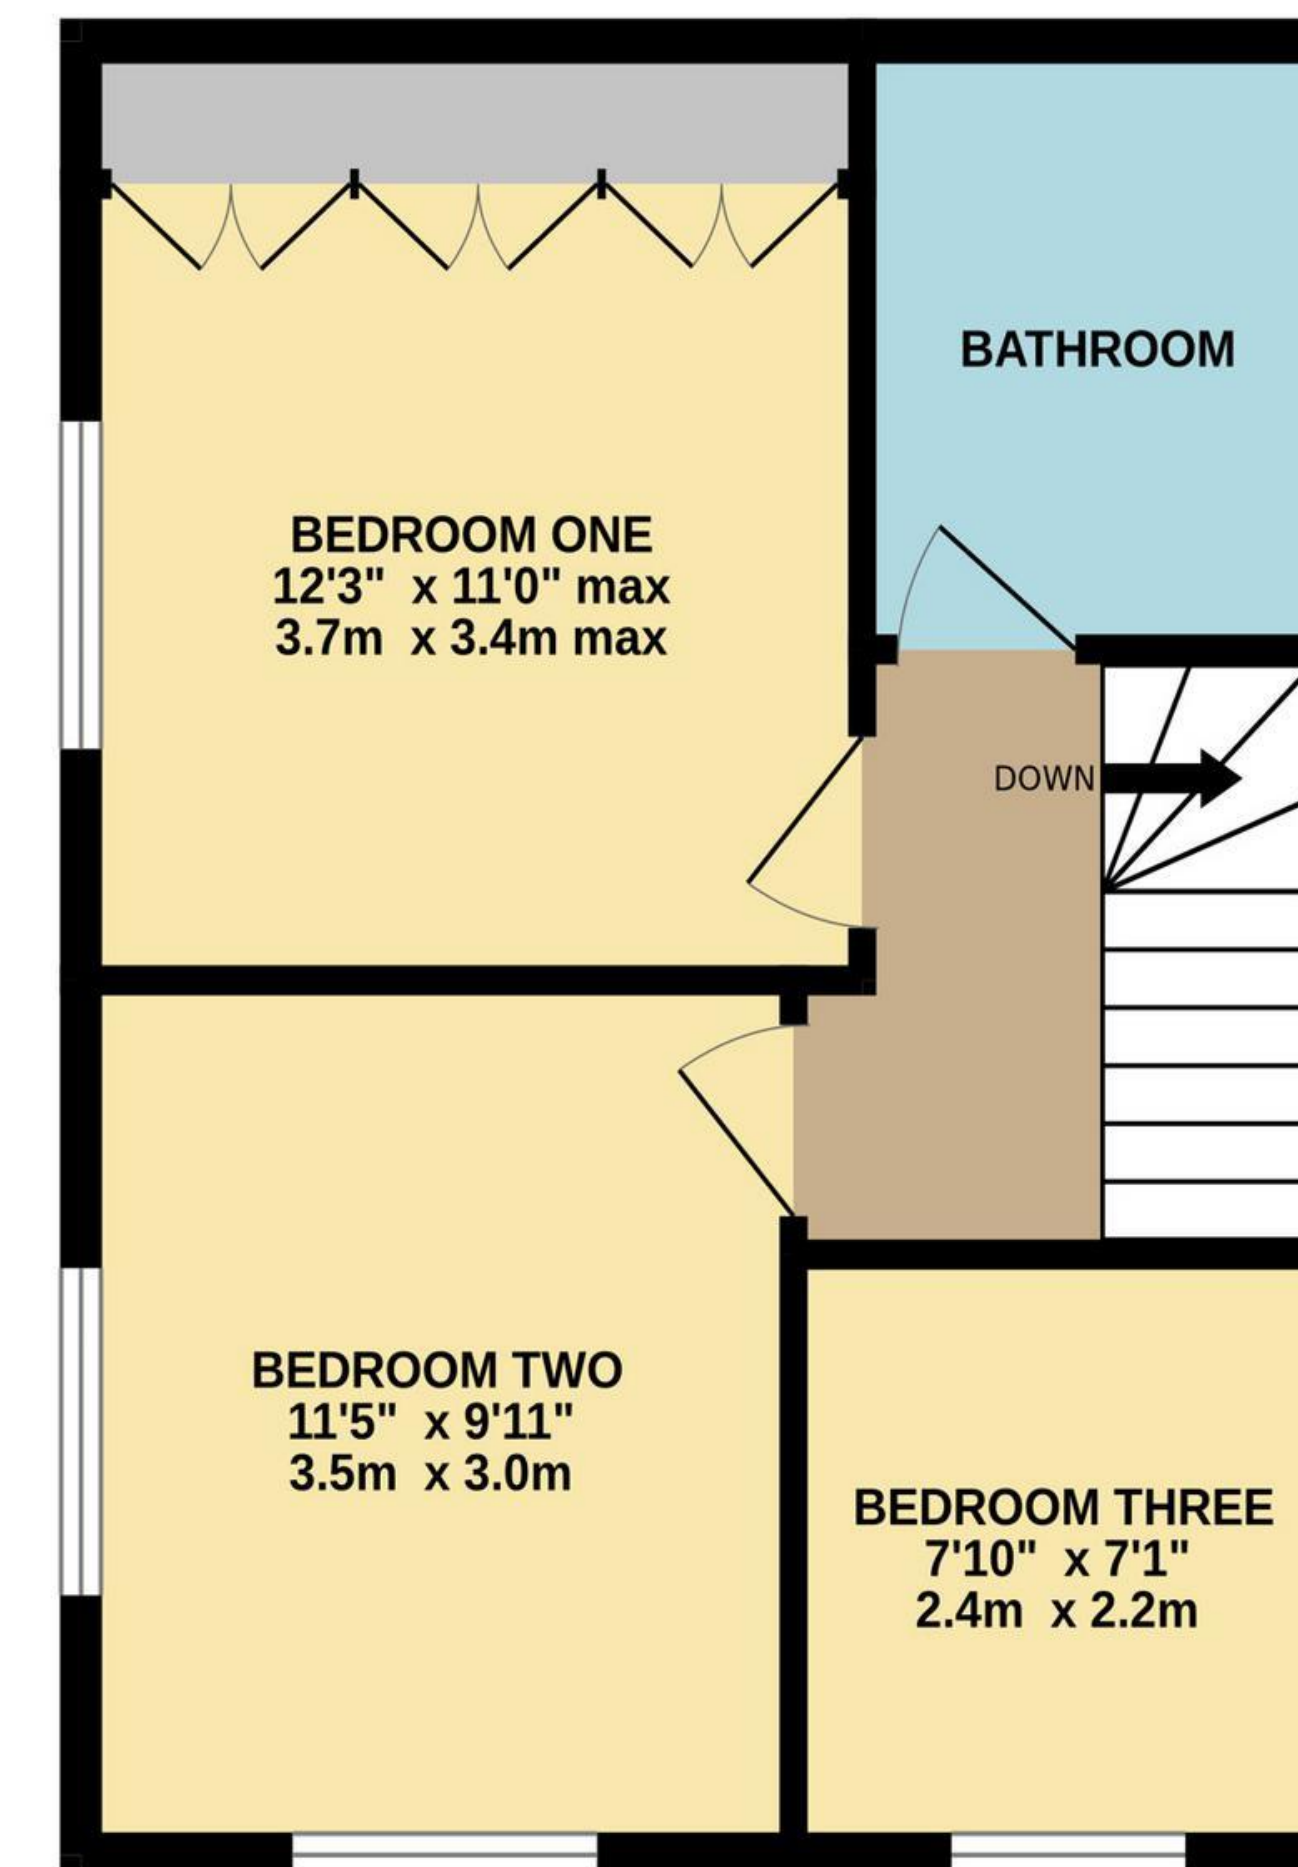 BATHROOM
BEDROOM ONE
12'3" x 11'0" max
3.7m x 3.4m max
DOWN
BEDROOM TWO
11'5" x 9'11"
3.5m x 3.0m
BEDROOM THREE
7'10" x 7'1"
2.4m x 2.2m